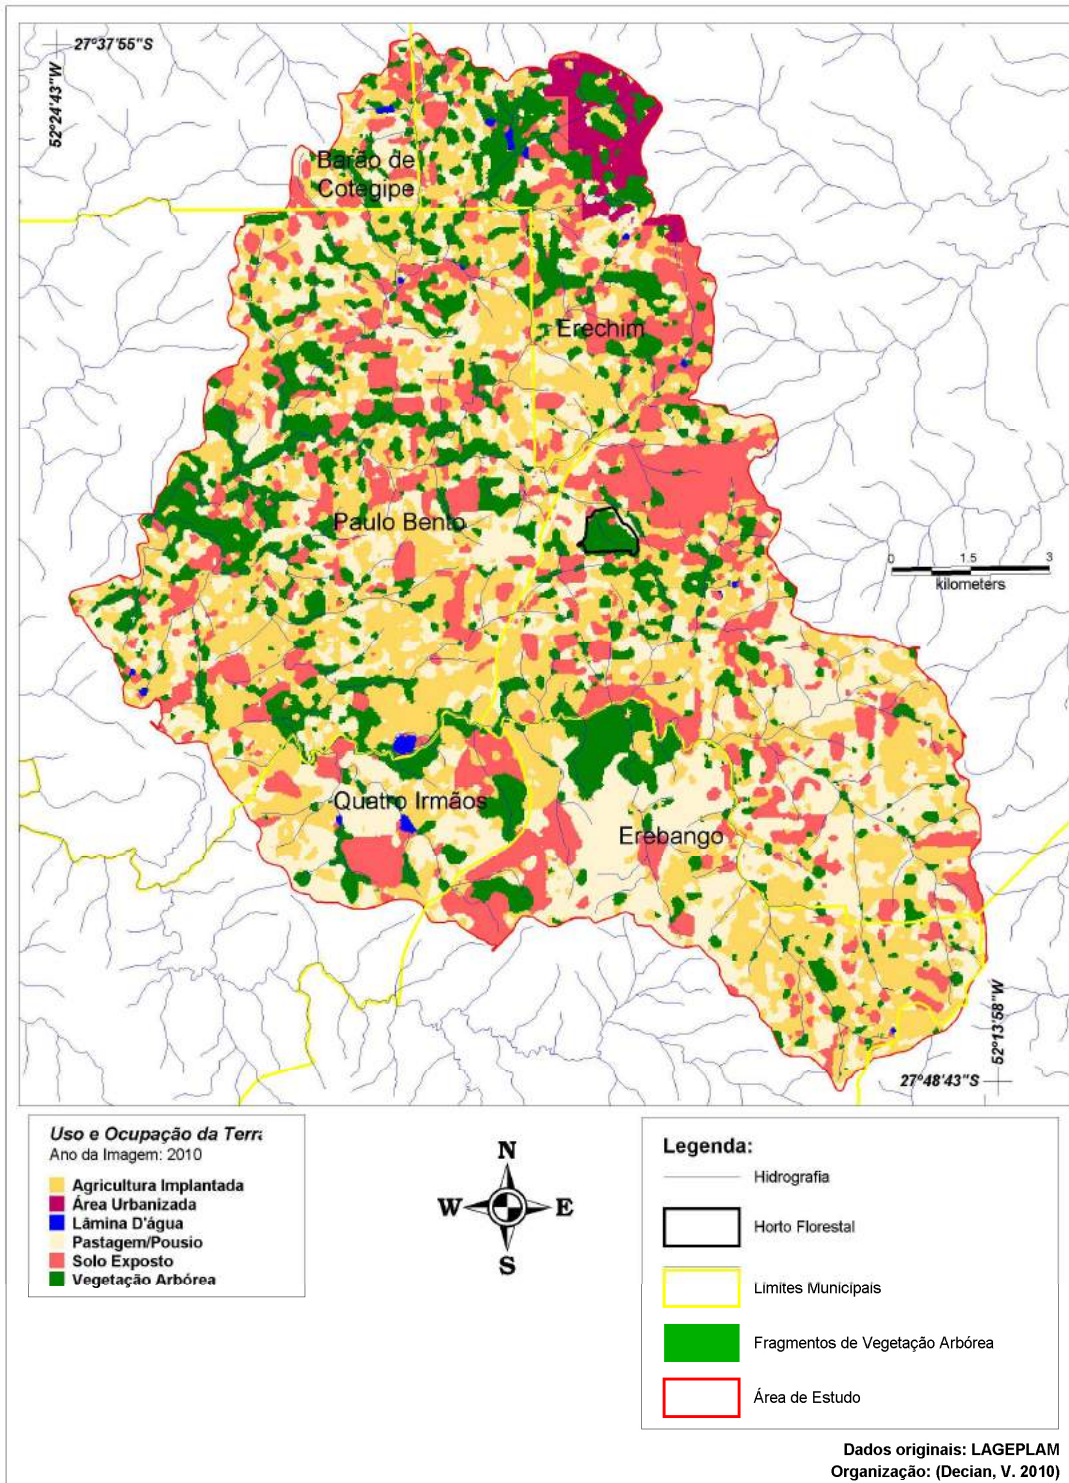 27°37'55"S
52°24'43"W
Barão de
Cotegipe
Erechim
Paulo Bento
0 1.5 3
kilometers
Quatro Irmãos
Erebango
52°13'58"W
27°48'43"S
Uso e Ocupação da Terra
Ano da Imagem: 2010
Agricultura Implantada
Área Urbanizada
Lâmina D'água
Pastagem/Pousio
Solo Exposto
Vegetação Arbórea
N
W E
S
Legenda:
Hidrografia
Horto Florestal
Limites Municipais
Fragmentos de Vegetação Arbórea
Área de Estudo
Dados originais: LAGEPLAM
Organização: (Decian, V. 2010)